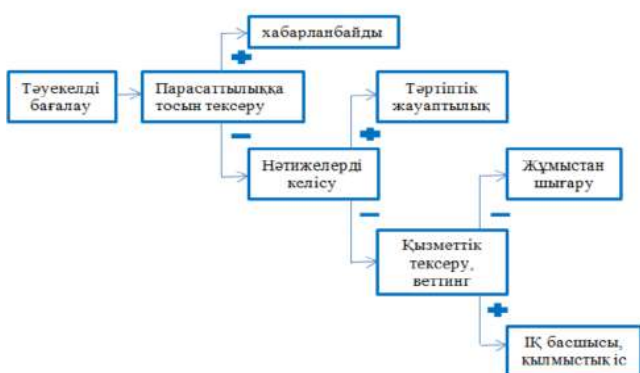 хабарланбайды
Тәуекелді
бағалау
Парасаттылыққа
тосын тексеру
Тәртіптік
жауаптылық
Нәтижелерді
келісу
Жұмыстан
шығару
Қызметтік
тексеру,
веттинг
ІҚ басшысы,
қылмыстық іс